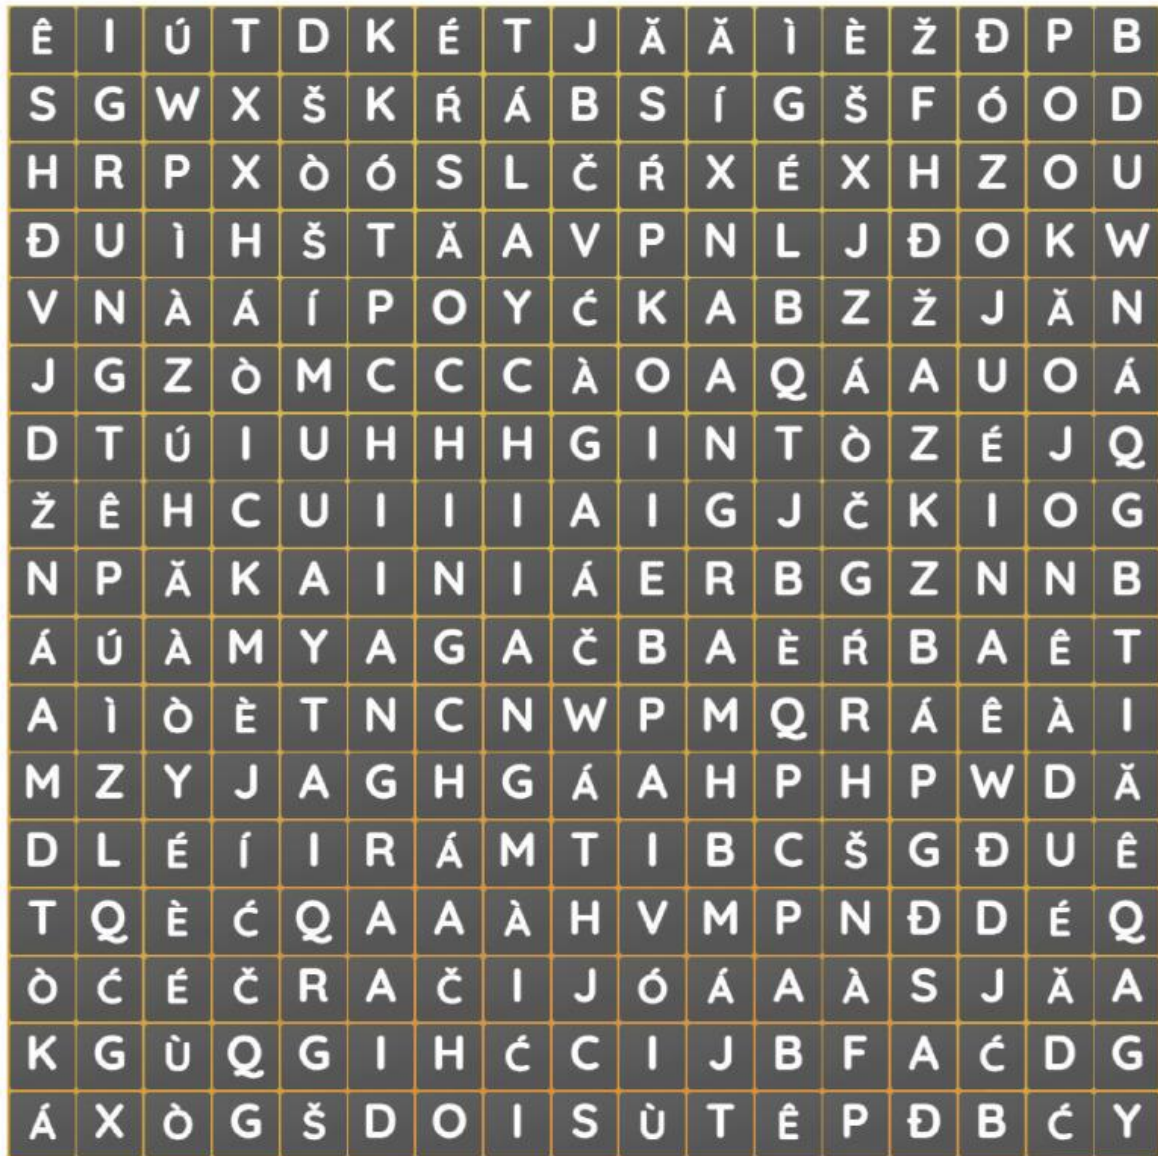 Ê I Ú T D K É T J Ă Ă Ì È Ž Đ P B
S G W X Š K Ŕ Á B S Í G Š F Ó O D
H R P X Ò Ó S L Č Ŕ X É X H Z O U
Đ U Ì H Š T Ă A V P N L J Đ O K W
V N À Á Í P O Y Ć K A B Z Ž J Ă N
J G Z Ò M C C C À O A Q Á A U O Á
D T Ú I U H H H G I N T Ò Z É J Q
Ž Ê H C U I I I A I G J Č K I O G
N P Ă K A I N I Á E R B G Z N N B
Á Ú À M Y A G A Č B A È Ŕ B A Ê T
A Ì Ò È T N C N W P M Q R Á Ê À I
M Z Y J A G H G Á A H P H P W D Ă
D L É Í I R Á M T I B C Š G Đ U Ê
T Q È Ć Q A A À H V M P N Đ D É Q
Ò Ć É Č R A Č I J Ó Á A À S J Ă A
K G Ù Q G I H Ć C I J B F A Ć D G
Á X Ò G Š D O I S Ù T Ê P Đ B Ć Y